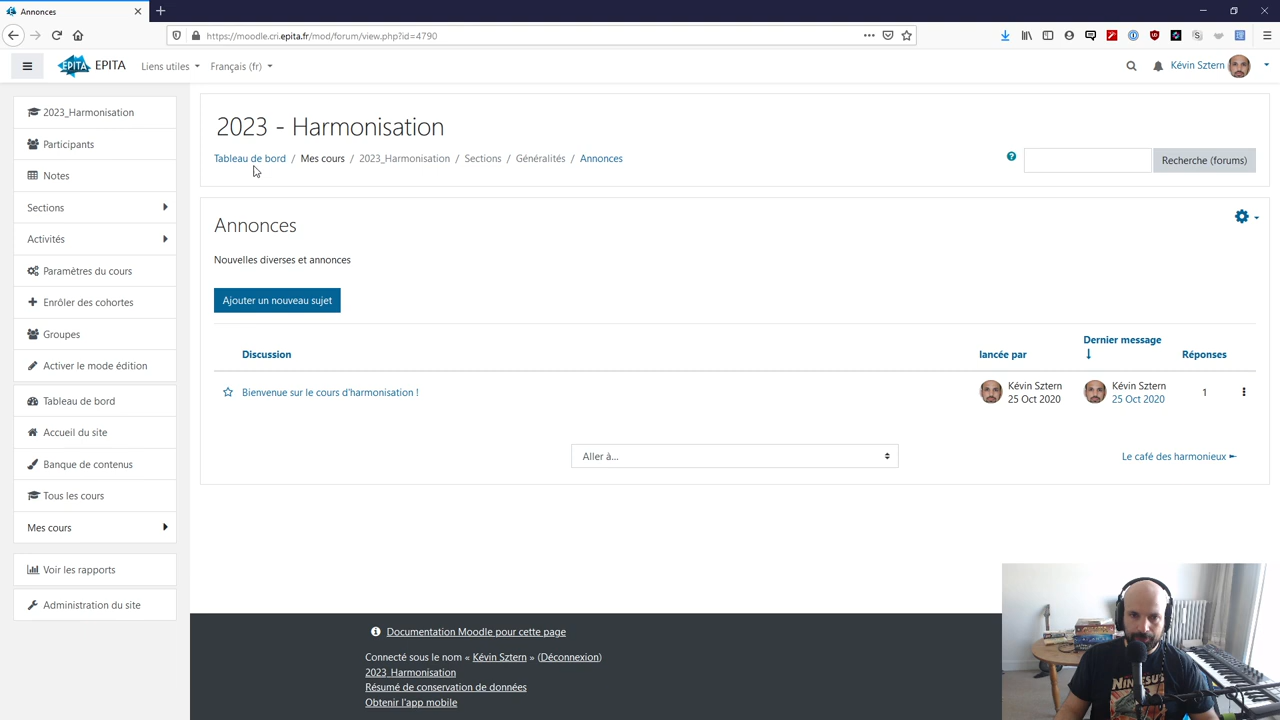 Annonces
https://moodle.cri.epita.fr/mod/forum/view.php?id=4790
EPITA EPITA Liens utiles Français (fr) Kévin Sztern
2023_Harmonisation
Participants
Notes
Sections
Activités
Paramètres du cours
Enrôler des cohortes
Groupes
Activer le mode édition
Tableau de bord
Accueil du site
Banque de contenus
Tous les cours
Mes cours
Voir les rapports
Administration du site
2023 - Harmonisation
Tableau de bord / Mes cours / 2023_Harmonisation / Sections / Généralités / Annonces
Recherche (forums)
Annonces
Nouvelles diverses et annonces
Ajouter un nouveau sujet
Discussion lancée par Dernier message Réponses
Bienvenue sur le cours d'harmonisation ! Kévin Sztern Kévin Sztern 1
25 Oct 2020 25 Oct 2020
Aller à... Le café des harmonieux ►
Documentation Moodle pour cette page
Connecté sous le nom « Kévin Sztern » (Déconnexion)
2023_Harmonisation
Résumé de conservation de données
Obtenir l'app mobile